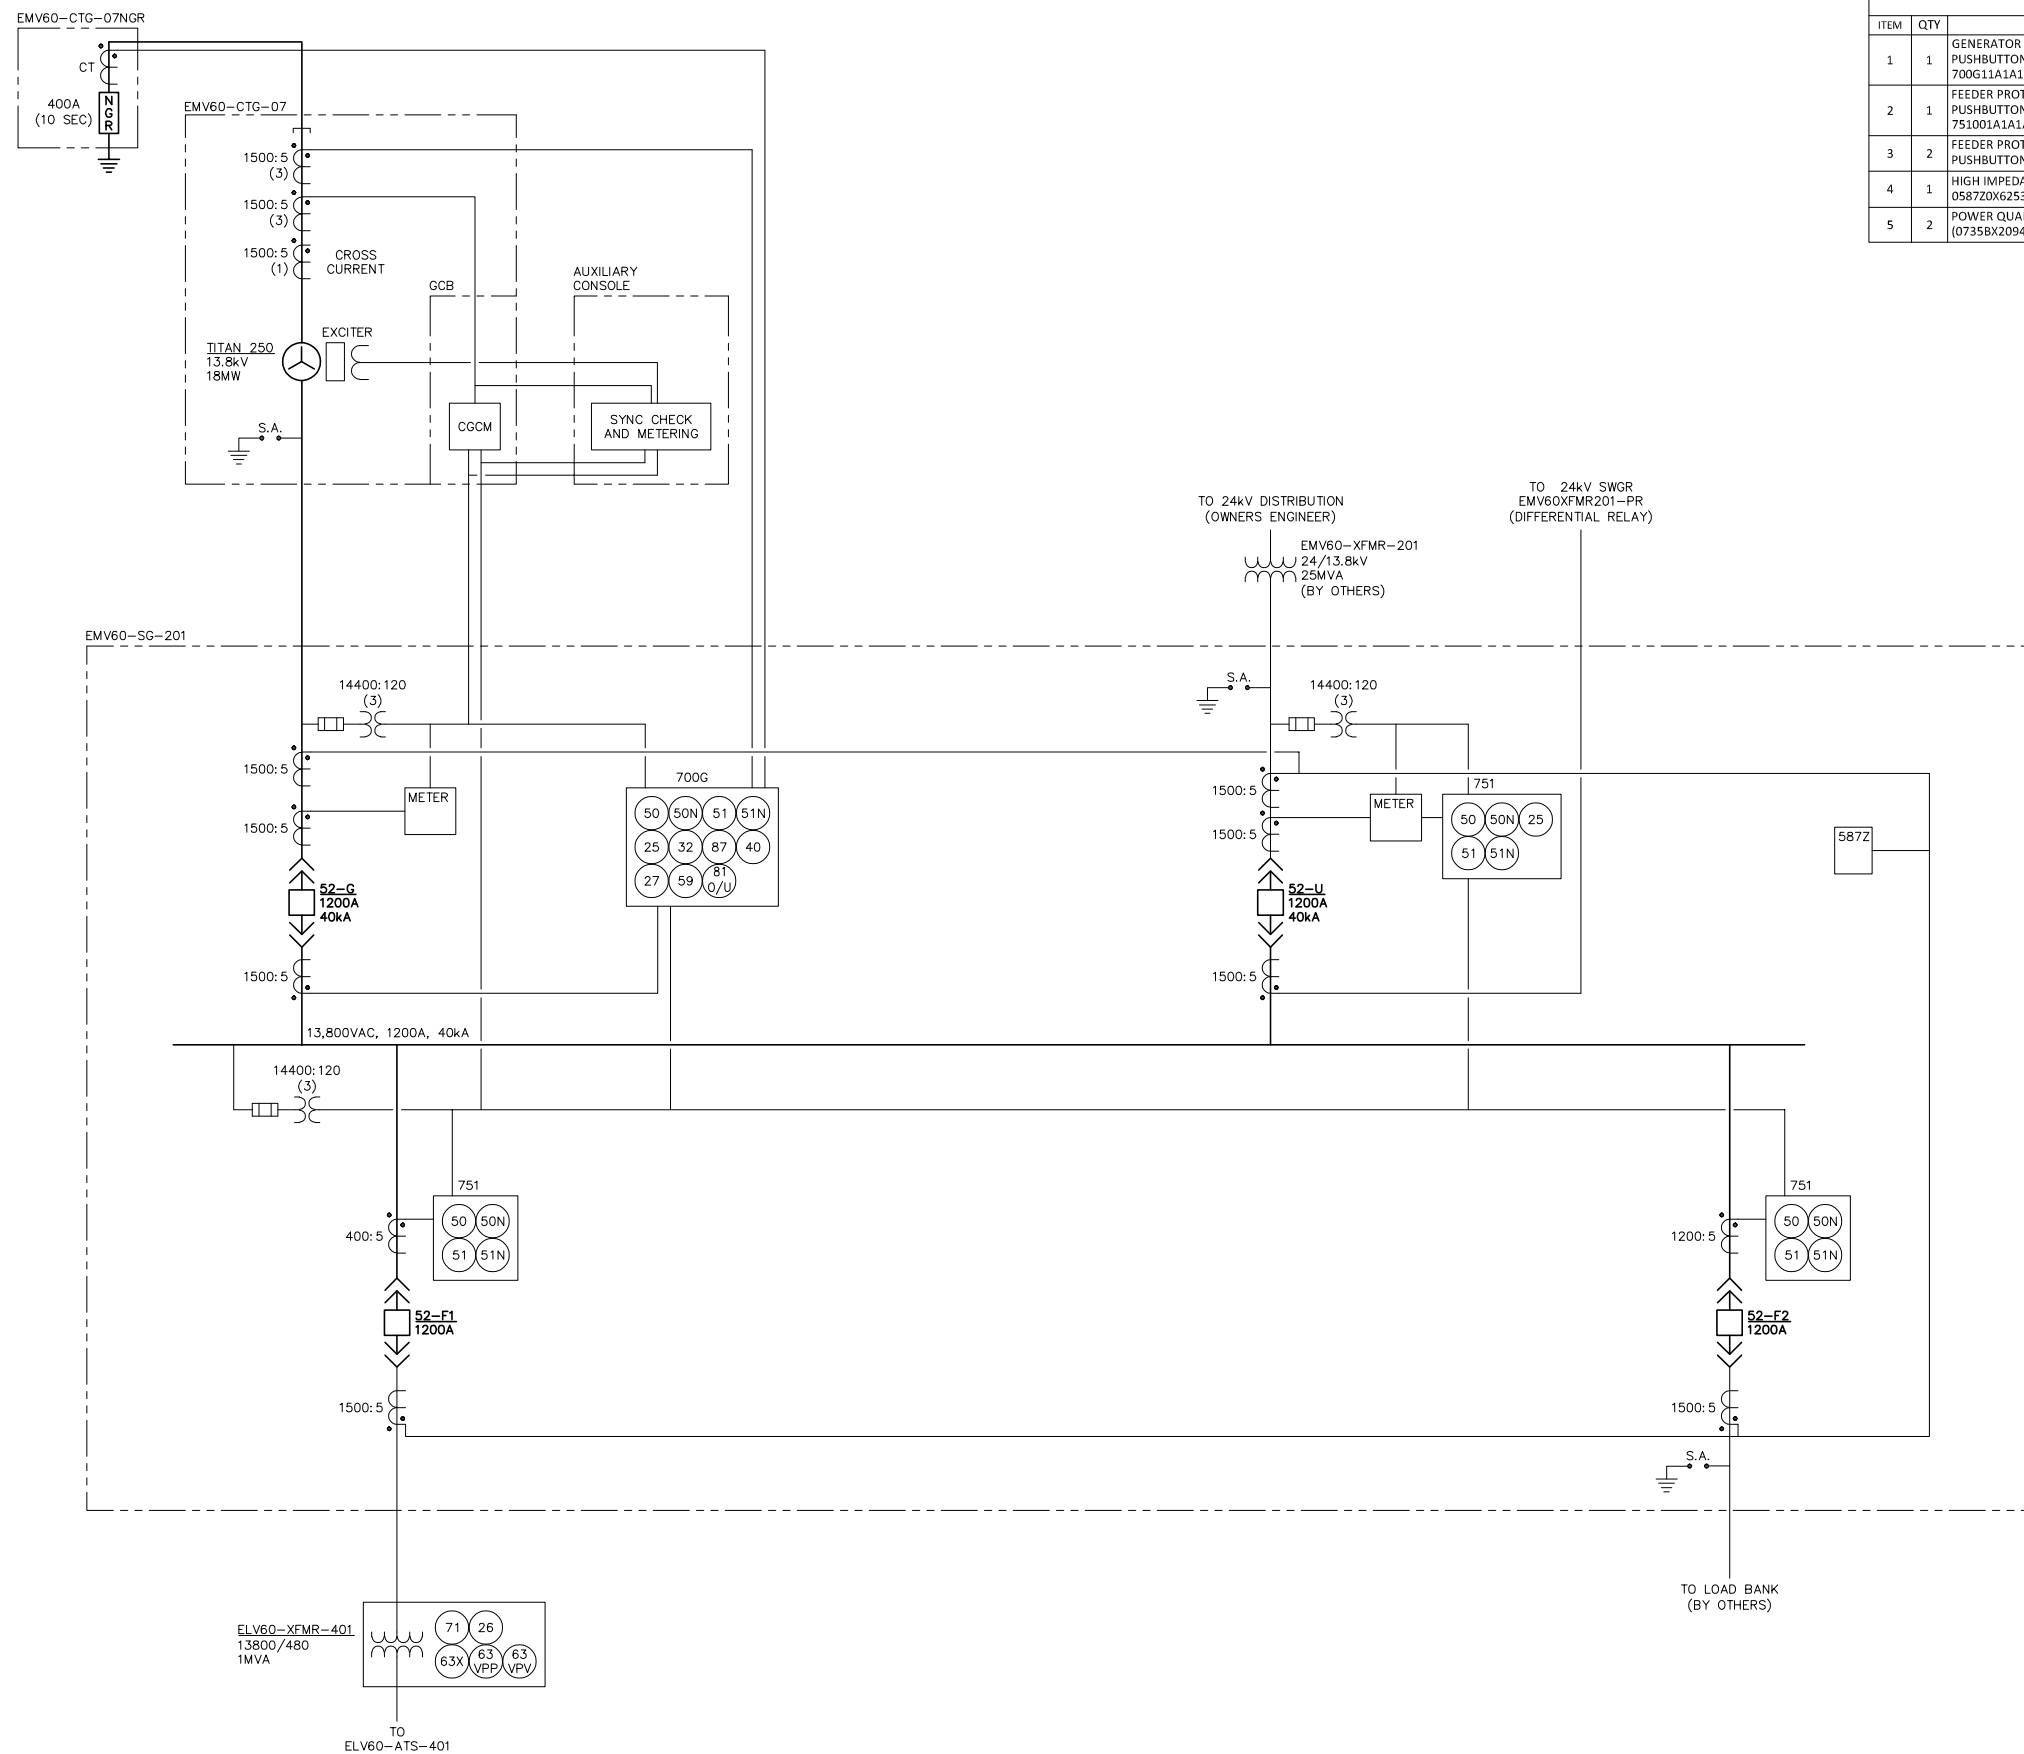 EMV60-CTG-07NGR
CT
400A
(10 SEC)
NGR
EMV60-CTG-07
1500:5
(3)
1500:5
(3)
1500:5
(1)
CROSS
CURRENT
GCB
AUXILIARY
CONSOLE
EXCITER
TITAN 250
13.8kV
18MW
CGCM
SYNC CHECK
AND METERING
S.A.
ITEM QTY
1 1 GENERATOR
PUSHBUTTON
700G11A1A1
2 1 FEEDER PROT
PUSHBUTTON
751001A1A1
3 2 FEEDER PROT
PUSHBUTTON
4 1 HIGH IMPEDA
0587Z0X6253
5 2 POWER QUA
(0735BX2094
TO 24kV DISTRIBUTION
(OWNERS ENGINEER)
TO 24kV SWGR
EMV60XFMR201-PR
(DIFFERENTIAL RELAY)
EMV60-XFMR-201
24/13.8kV
25MVA
(BY OTHERS)
EMV60-SG-201
14400:120
(3)
1500:5
METER
1500:5
700G
50 50N 51 51N
25 32 87 40
27 59 81 O/U
52-G
1200A
40kA
1500:5
S.A.
14400:120
(3)
1500:5
METER
1500:5
751
50 50N 25
51 51N
587Z
52-U
1200A
40kA
1500:5
13,800VAC, 1200A, 40kA
14400:120
(3)
751
400:5
50 50N
51 51N
52-F1
1200A
1500:5
751
1200:5
50 50N
51 51N
52-F2
1200A
1500:5
S.A.
TO LOAD BANK
(BY OTHERS)
ELV60-XFMR-401
13800/480
1MVA
71 26
63X 63 VPP 63 VPV
TO
ELV60-ATS-401